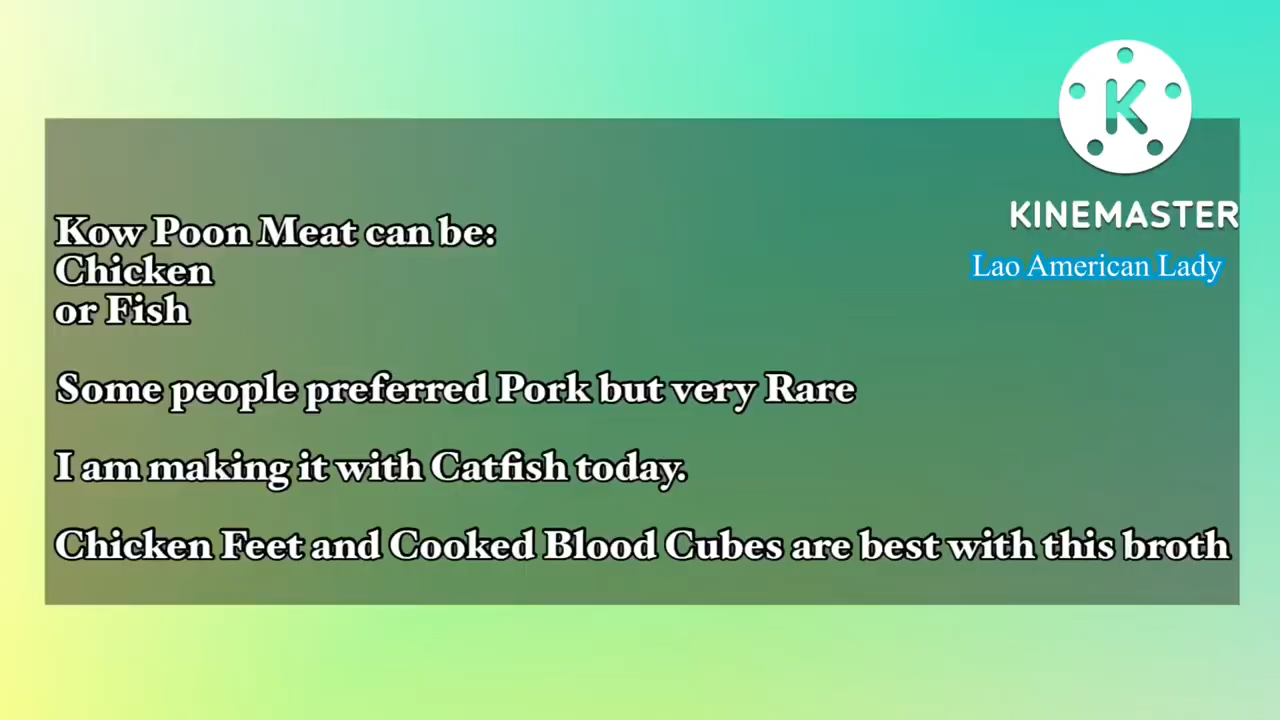 K
KINEMASTER
Lao American Lady
Kow Poon Meat can be:
Chicken
or Fish
Some people preferred Pork but very Rare
I am making it with Catfish today.
Chicken Feet and Cooked Blood Cubes are best with this broth